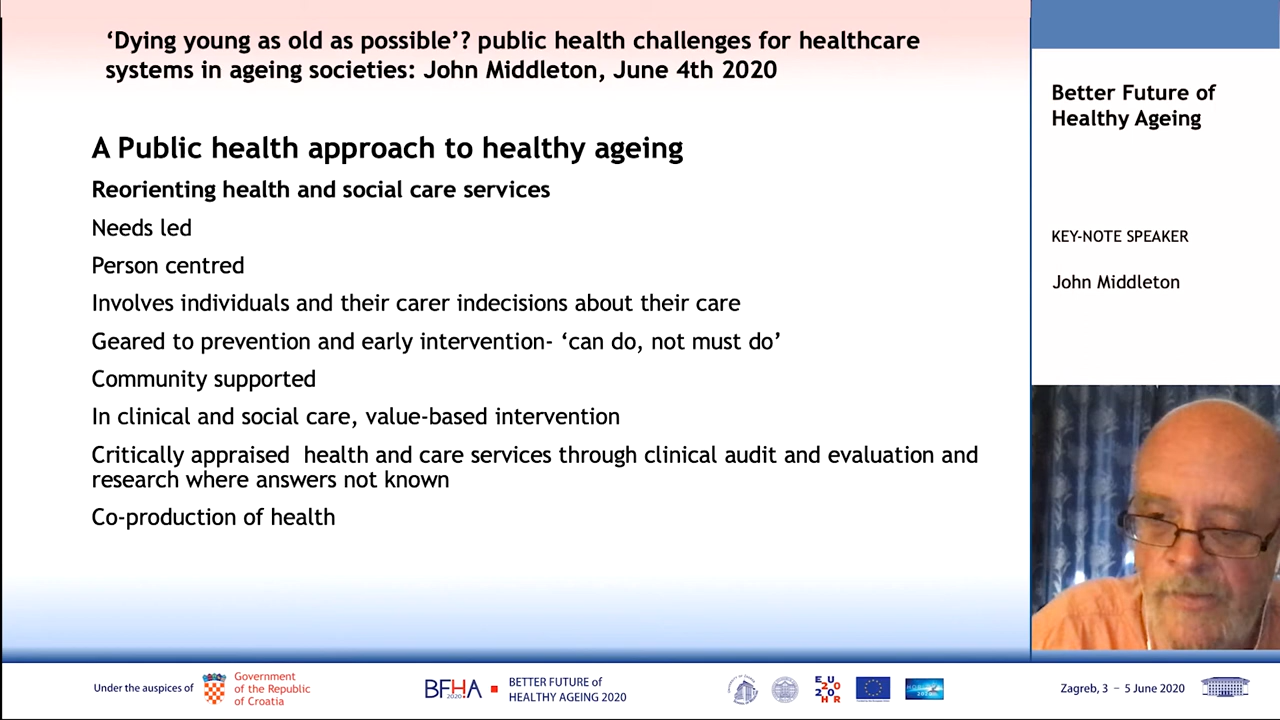 ‘Dying young as old as possible’? public health challenges for healthcare
systems in ageing societies: John Middleton, June 4th 2020
A Public health approach to healthy ageing
Reorienting health and social care services
Needs led
Person centred
Involves individuals and their carer indecisions about their care
Geared to prevention and early intervention- ‘can do, not must do’
Community supported
In clinical and social care, value-based intervention
Critically appraised  health and care services through clinical audit and evaluation and
research where answers not known
Co-production of health
Better Future of
Healthy Ageing
KEY-NOTE SPEAKER
John Middleton
Under the auspices of
Government
of the Republic
of Croatia
BFHA
2020
BETTER FUTURE of
HEALTHY AGEING 2020
EU
2020
HR
Zagreb, 3 – 5 June 2020